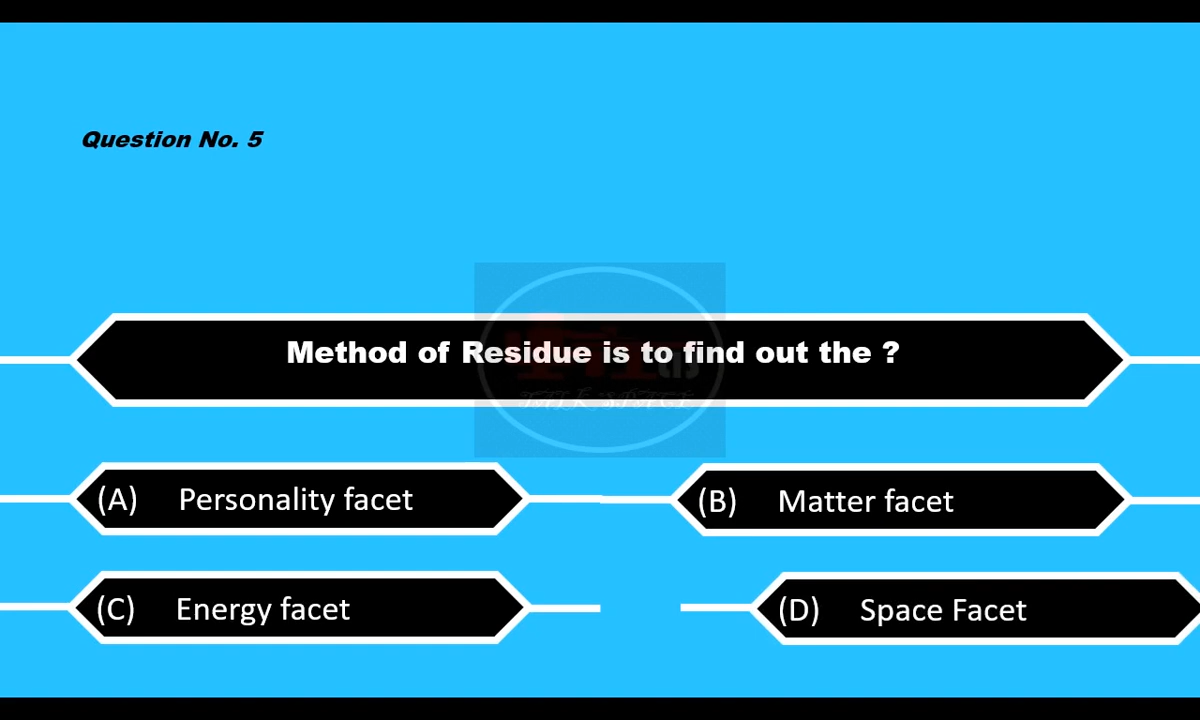 Question No. 5
Method of Residue is to find out the ?
(A) Personality facet
(B) Matter facet
(C) Energy facet
(D) Space Facet